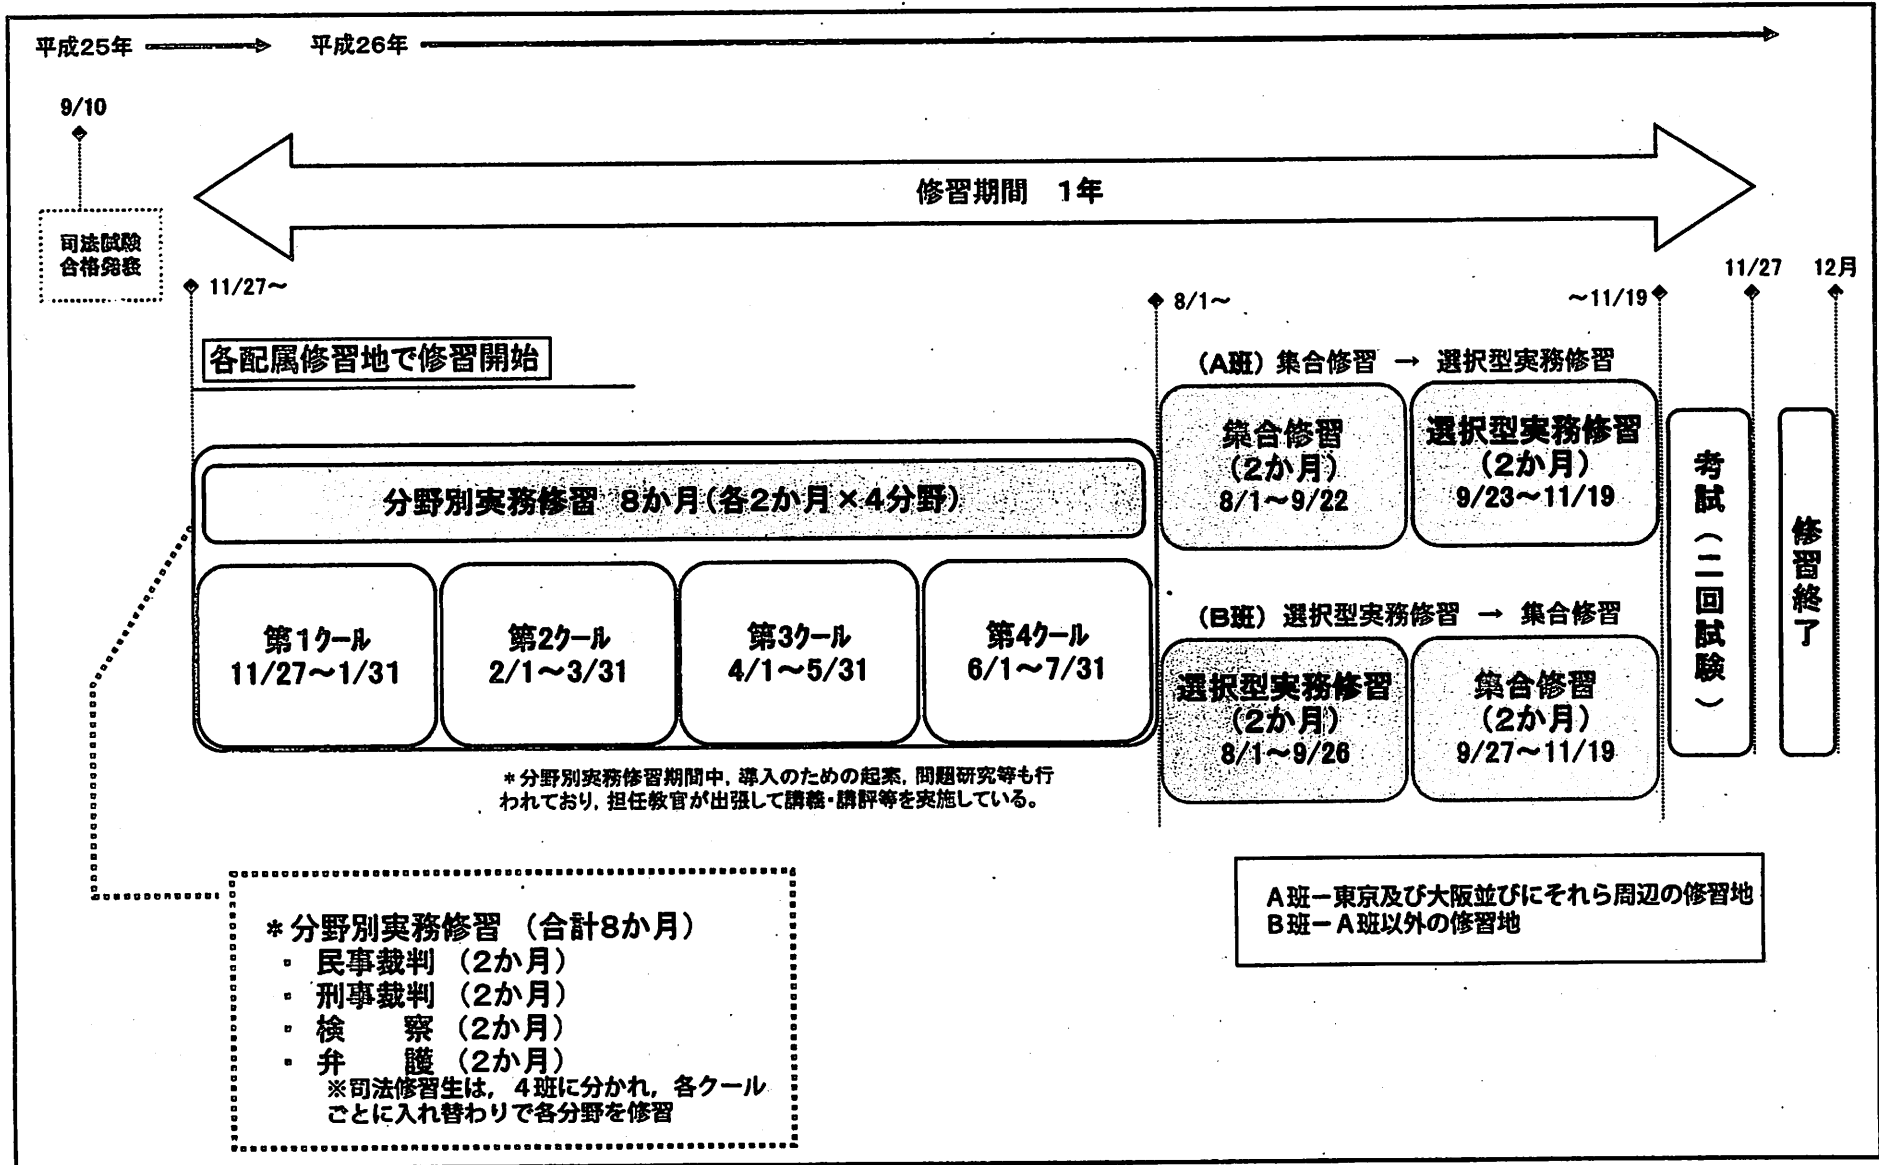 平成25年
平成26年
9/10
修習期間 1年
司法試験
合格発表
11/27～
8/1～
～11/19
11/27
12月
各配属修習地で修習開始
(A班) 集合修習 → 選択型実務修習
集合修習
(2か月)
8/1～9/22
選択型実務修習
(2か月)
9/23～11/19
分野別実務修習 8か月(各2か月×4分野)
第1クール
11/27～1/31
第2クール
2/1～3/31
第3クール
4/1～5/31
第4クール
6/1～7/31
(B班) 選択型実務修習 → 集合修習
選択型実務修習
(2か月)
8/1～9/26
集合修習
(2か月)
9/27～11/19
考試(二回試験)
修習終了
*分野別実務修習期間中,導入のための起案,問題研究等も行
われており,担任教官が出張して講義・講評等を実施している。
A班－東京及び大阪並びにそれら周辺の修習地
B班－A班以外の修習地
*分野別実務修習 (合計8か月)
・ 民事裁判 (2か月)
・ 刑事裁判 (2か月)
・ 検 察 (2か月)
・ 弁 護 (2か月)
※司法修習生は,4班に分かれ,各クール
ごとに入れ替わりで各分野を修習